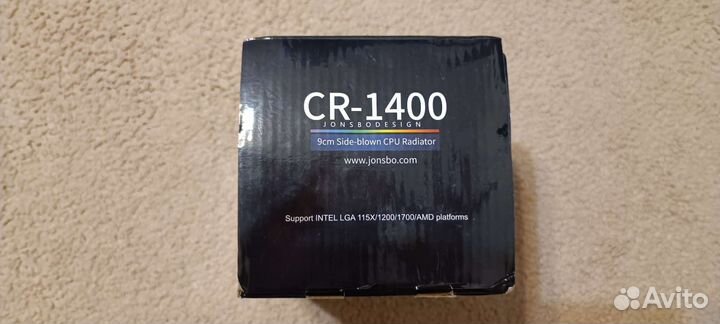 CR-1400
JONSBODESIGN
9cm Side-blown CPU Radiator
www.jonsbo.com
Support INTEL LGA 115X/1200/1700/AMD platforms
Avito